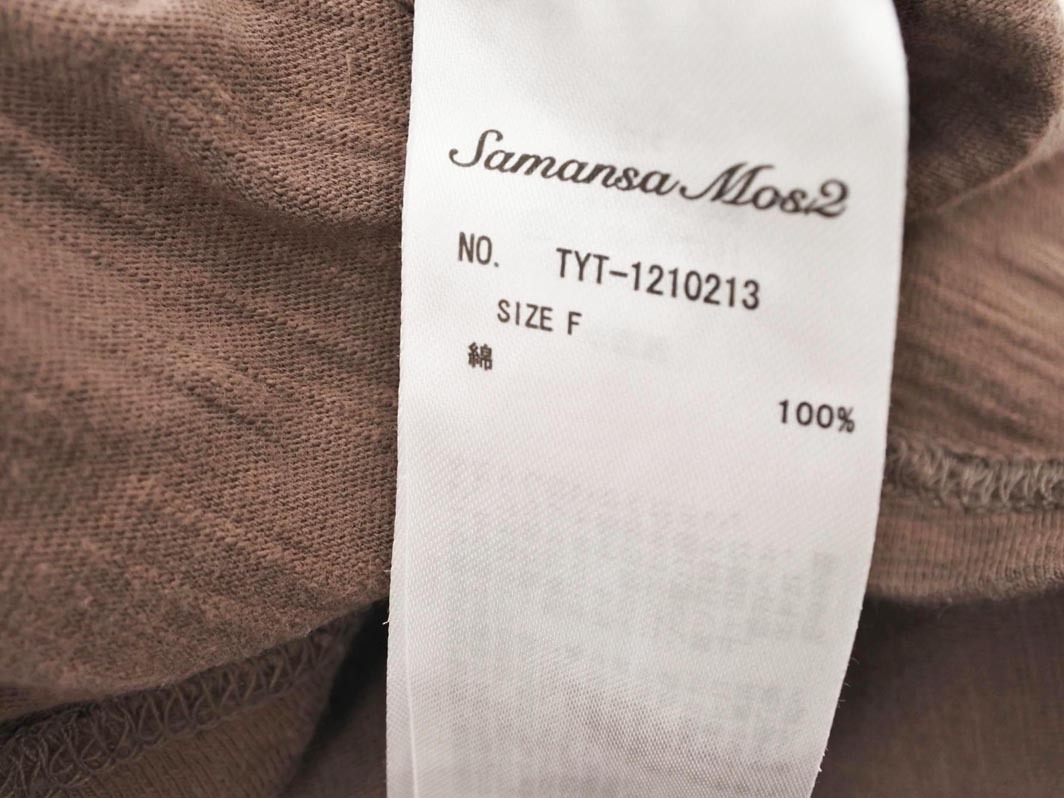 Samansa Mos2
NO. TYT-1210213
SIZE F
綿
100%